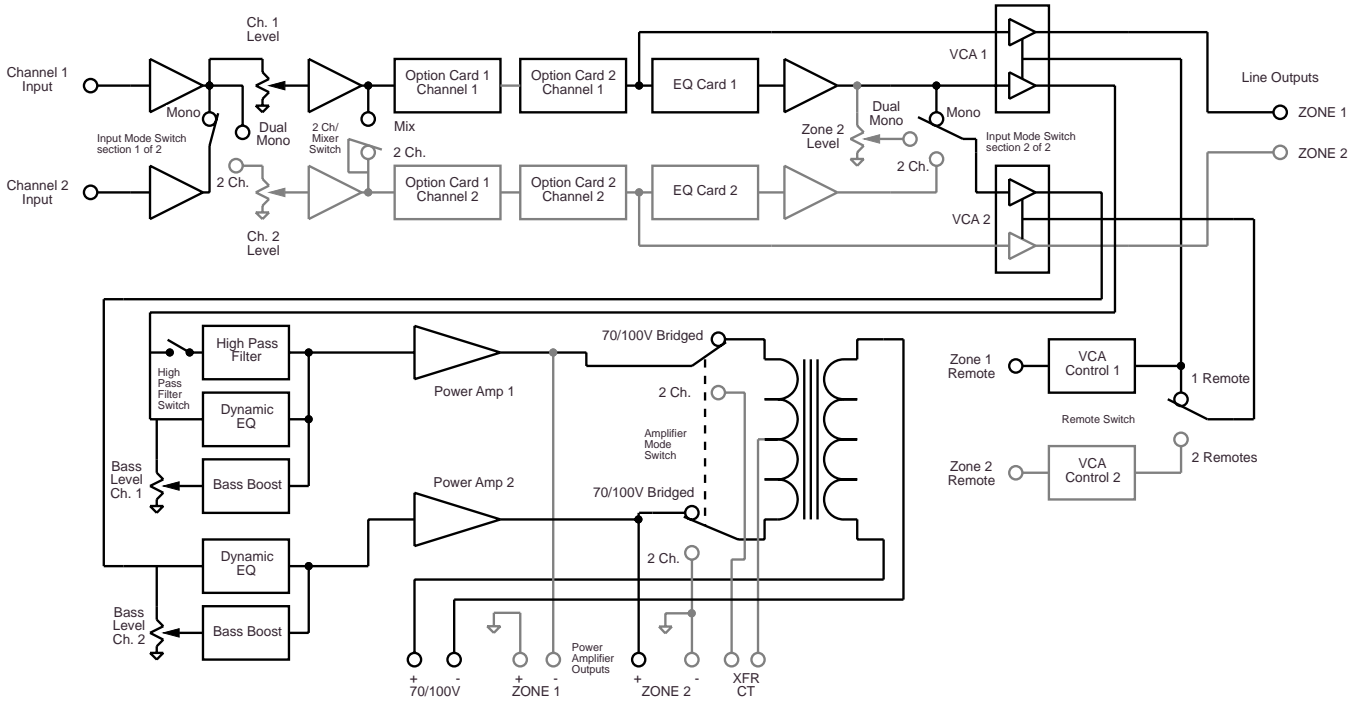 Ch. 1
Level
Channel 1
Input
Mono
Dual
Mono
Input Mode Switch
section 1 of 2
Channel 2
Input
2 Ch.
Ch. 2
Level
2 Ch/
Mixer
Switch
Mix
2 Ch.
Option Card 1
Channel 1
Option Card 2
Channel 1
EQ Card 1
Option Card 1
Channel 2
Option Card 2
Channel 2
EQ Card 2
Zone 2
Level
Dual
Mono
Mono
2 Ch.
Input Mode Switch
section 2 of 2
VCA 1
VCA 2
Line Outputs
ZONE 1
ZONE 2
High Pass
Filter
High
Pass
Filter
Switch
Dynamic
EQ
Bass
Level
Ch. 1
Bass Boost
Dynamic
EQ
Bass
Level
Ch. 2
Bass Boost
Power Amp 1
Power Amp 2
70/100V Bridged
2 Ch.
Amplifier
Mode
Switch
70/100V Bridged
2 Ch.
Zone 1
Remote
VCA
Control 1
1 Remote
Remote Switch
Zone 2
Remote
VCA
Control 2
2 Remotes
+ -
70/100V
+ -
ZONE 1
Power
Amplifier
Outputs
+ -
ZONE 2
XFR
CT